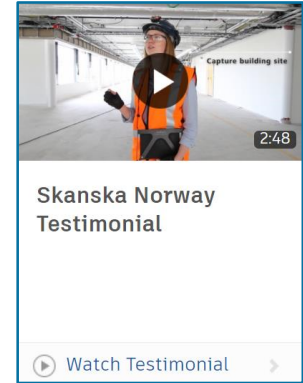 Capture building site
2:48
Skanska Norway
Testimonial
Watch Testimonial